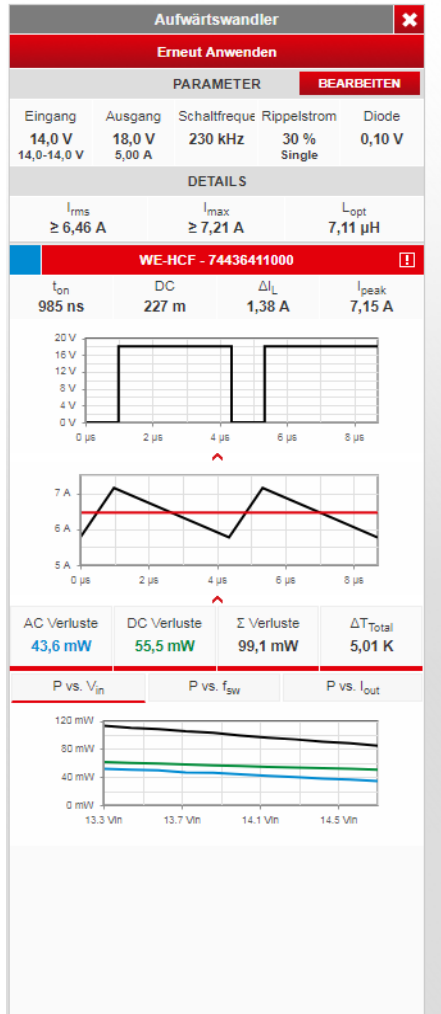 Aufwärtswandler
Erneut Anwenden
PARAMETER BEARBEITEN
Eingang Ausgang Schaltfreque Rippelstrom Diode
14,0 V 18,0 V 230 kHz 30 % 0,10 V
14,0-14,0 V 5,00 A Single
DETAILS
Irms Imax Lopt
≥ 6,46 A ≥ 7,21 A 7,11 µH
WE-HCF - 74436411000 !
ton DC ΔIL Ipeak
985 ns 227 m 1,38 A 7,15 A
20 V
16 V
12 V
8 V
4 V
0 V
0 µs 2 µs 4 µs 6 µs 8 µs
7 A
6 A
5 A
0 µs 2 µs 4 µs 6 µs 8 µs
AC Verluste DC Verluste Σ Verluste ΔTTotal
43,6 mW 55,5 mW 99,1 mW 5,01 K
P vs. Vin P vs. fsw P vs. Iout
120 mW
80 mW
40 mW
0 mW
13.3 Vin 13.7 Vin 14.1 Vin 14.5 Vin